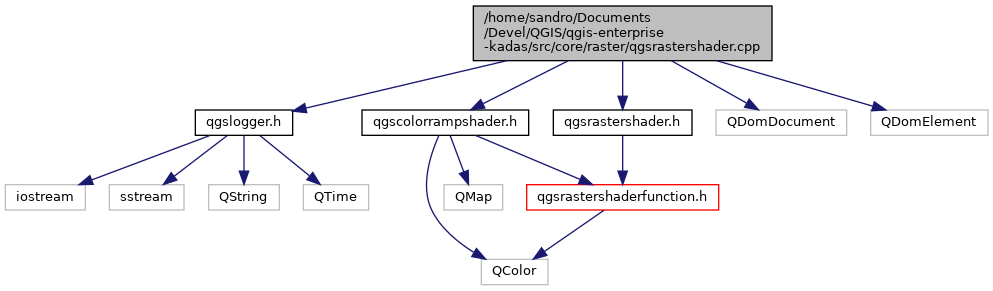 /home/sandro/Documents
/Devel/QGIS/qgis-enterprise
-kadas/src/core/raster/qgsrastershader.cpp
qgslogger.h
qgscolorrampshader.h
qgsrastershader.h
QDomDocument
QDomElement
iostream
sstream
QString
QTime
QMap
qgsrastershaderfunction.h
QColor